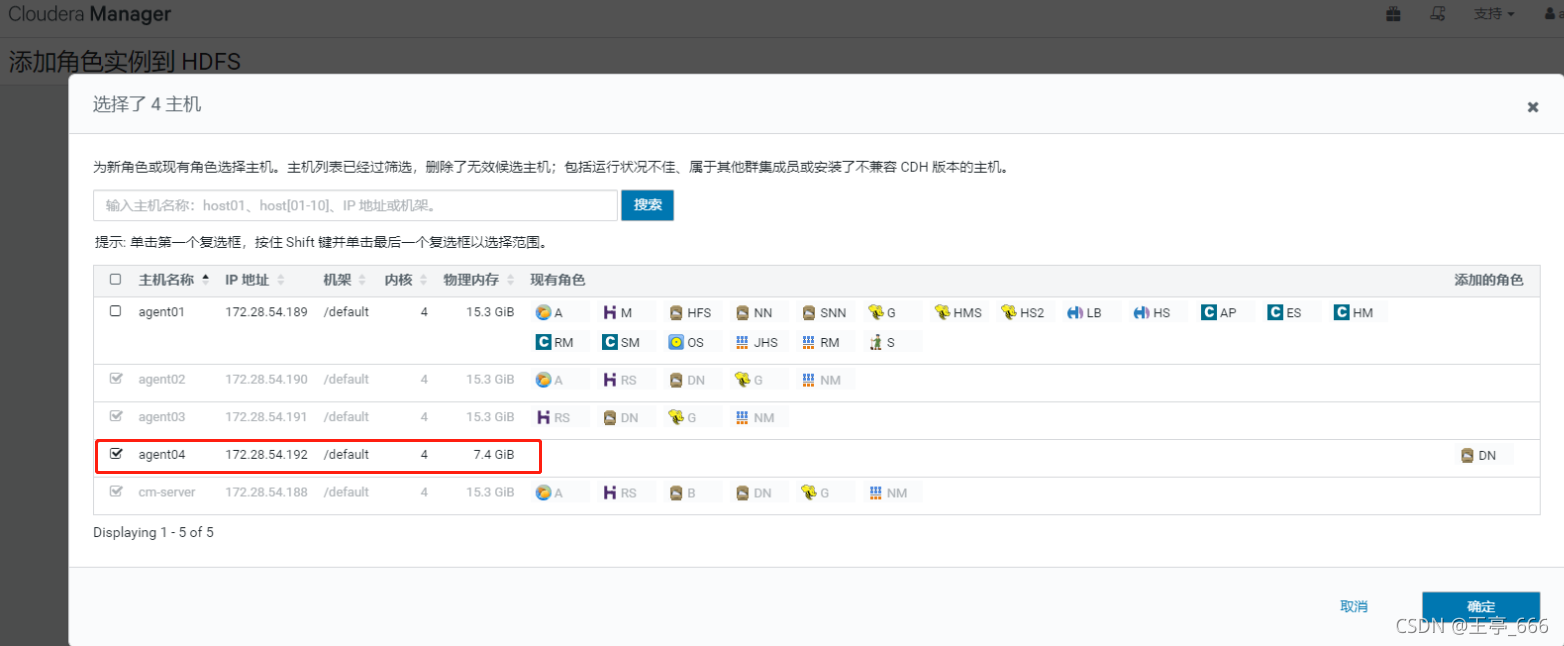 Cloudera Manager 支持
添加角色实例到 HDFS
选择了 4 主机
为新角色或现有角色选择主机。主机列表已经过筛选，删除了无效候选主机；包括运行状况不佳、属于其他群集成员或安装了不兼容 CDH 版本的主机。
输入主机名称：host01、host[01-10]、IP 地址或机架。 搜索
提示: 单击第一个复选框，按住 Shift 键并单击最后一个复选框以选择范围。
主机名称 IP 地址 机架 内核 物理内存 现有角色 添加的角色
agent01 172.28.54.189 /default 4 15.3 GiB A M HFS NN SNN G HMS HS2 LB HS AP ES HM
RM SM OS JHS RM S
agent02 172.28.54.190 /default 4 15.3 GiB A RS DN G NM
agent03 172.28.54.191 /default 4 15.3 GiB RS DN G NM
agent04 172.28.54.192 /default 4 7.4 GiB DN
cm-server 172.28.54.188 /default 4 15.3 GiB A RS B DN G NM
Displaying 1 - 5 of 5
取消 确定
CSDN @王亭_666